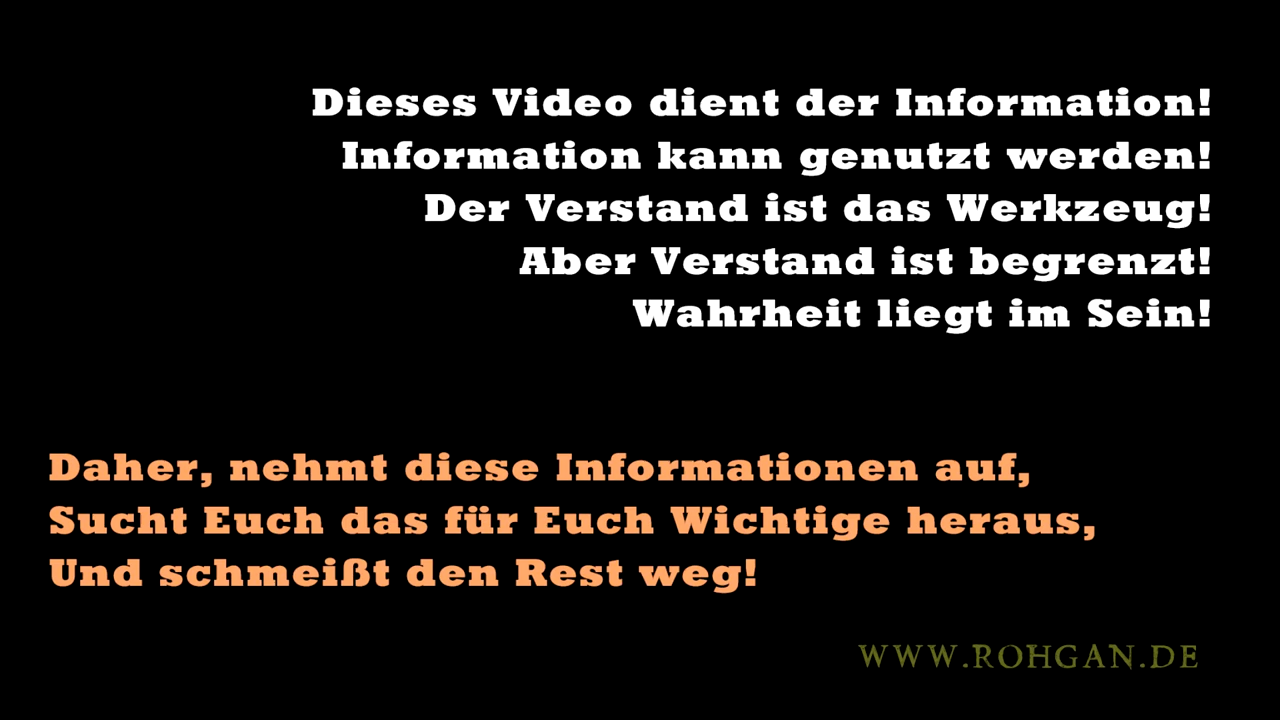 Dieses Video dient der Information!
Information kann genutzt werden!
Der Verstand ist das Werkzeug!
Aber Verstand ist begrenzt!
Wahrheit liegt im Sein!
Daher, nehmt diese Informationen auf,
Sucht Euch das für Euch Wichtige heraus,
Und schmeißt den Rest weg!
WWW.ROHGAN.DE